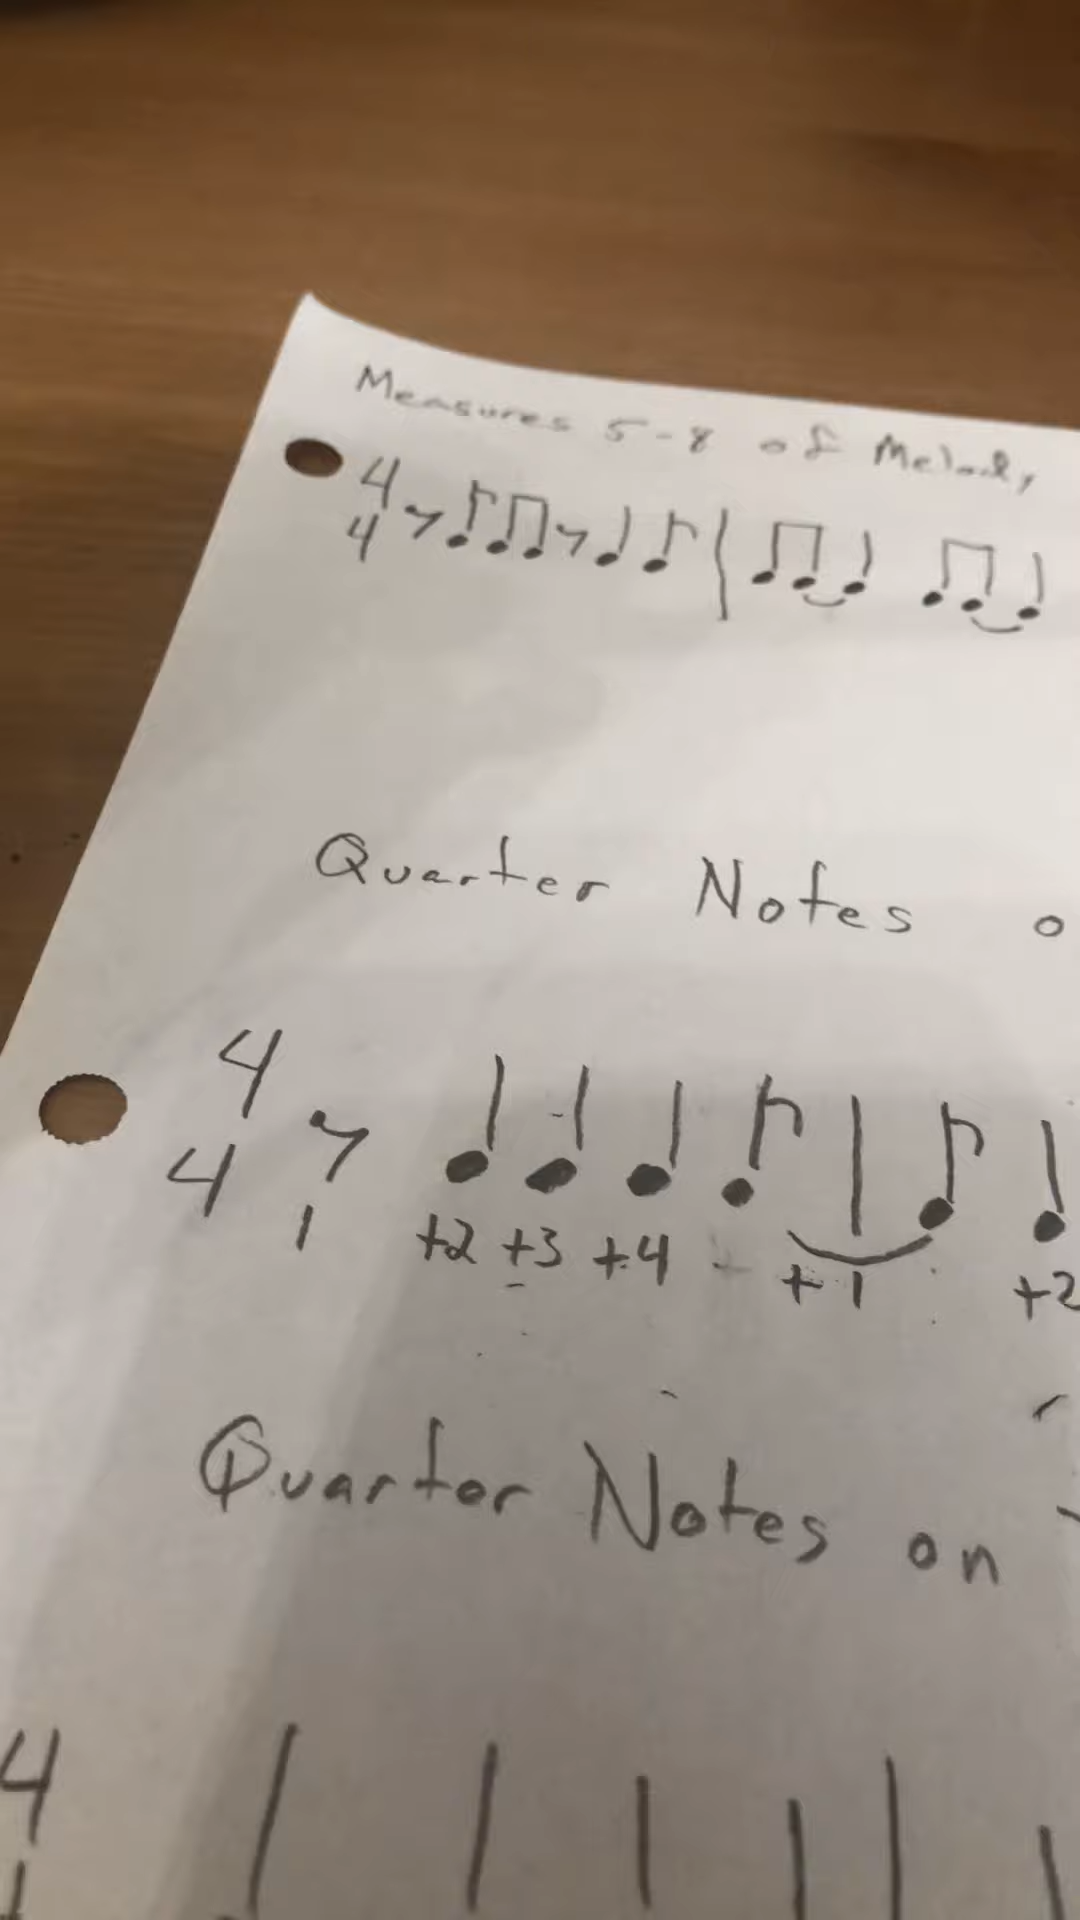 Measures 5-8 of Melody
4
4
Quarter Notes o
4
4
1 +2 +3 +4 + +1 +2
Quarter Notes on
4